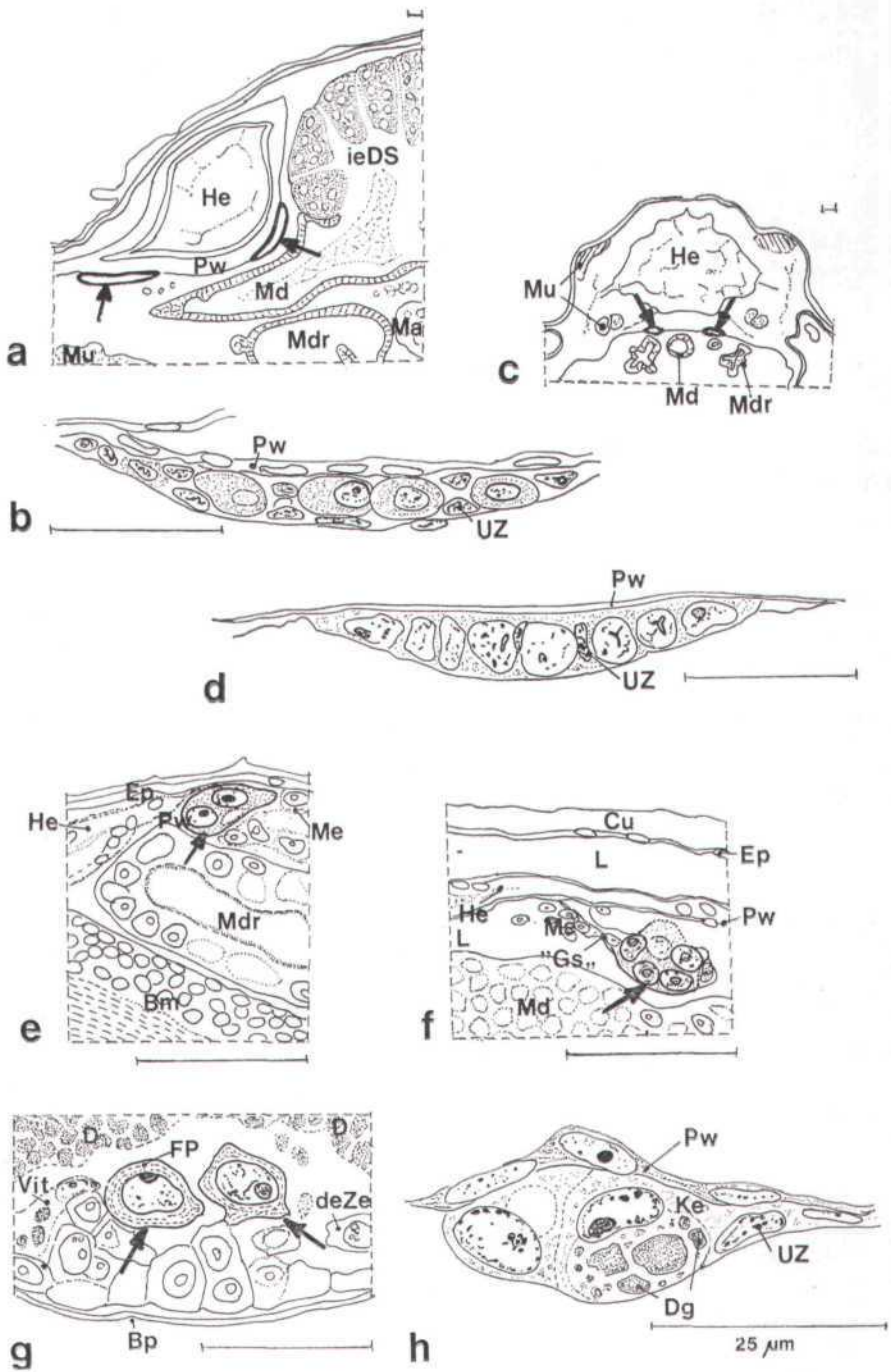 He
ieDS
Pw
Md
Mu
Mdr
Ma
a
He
Mu
Md
Mdr
c
Pw
UZ
b
Pw
UZ
d
Ep
He
Pw
Me
Mdr
Bm
e
Cu
L
Ep
He
Pw
L
Me
"Gs„
Md
f
D
FP
D
Vit
deZe
Bp
g
Pw
Ke
UZ
Dg
25 µm
h